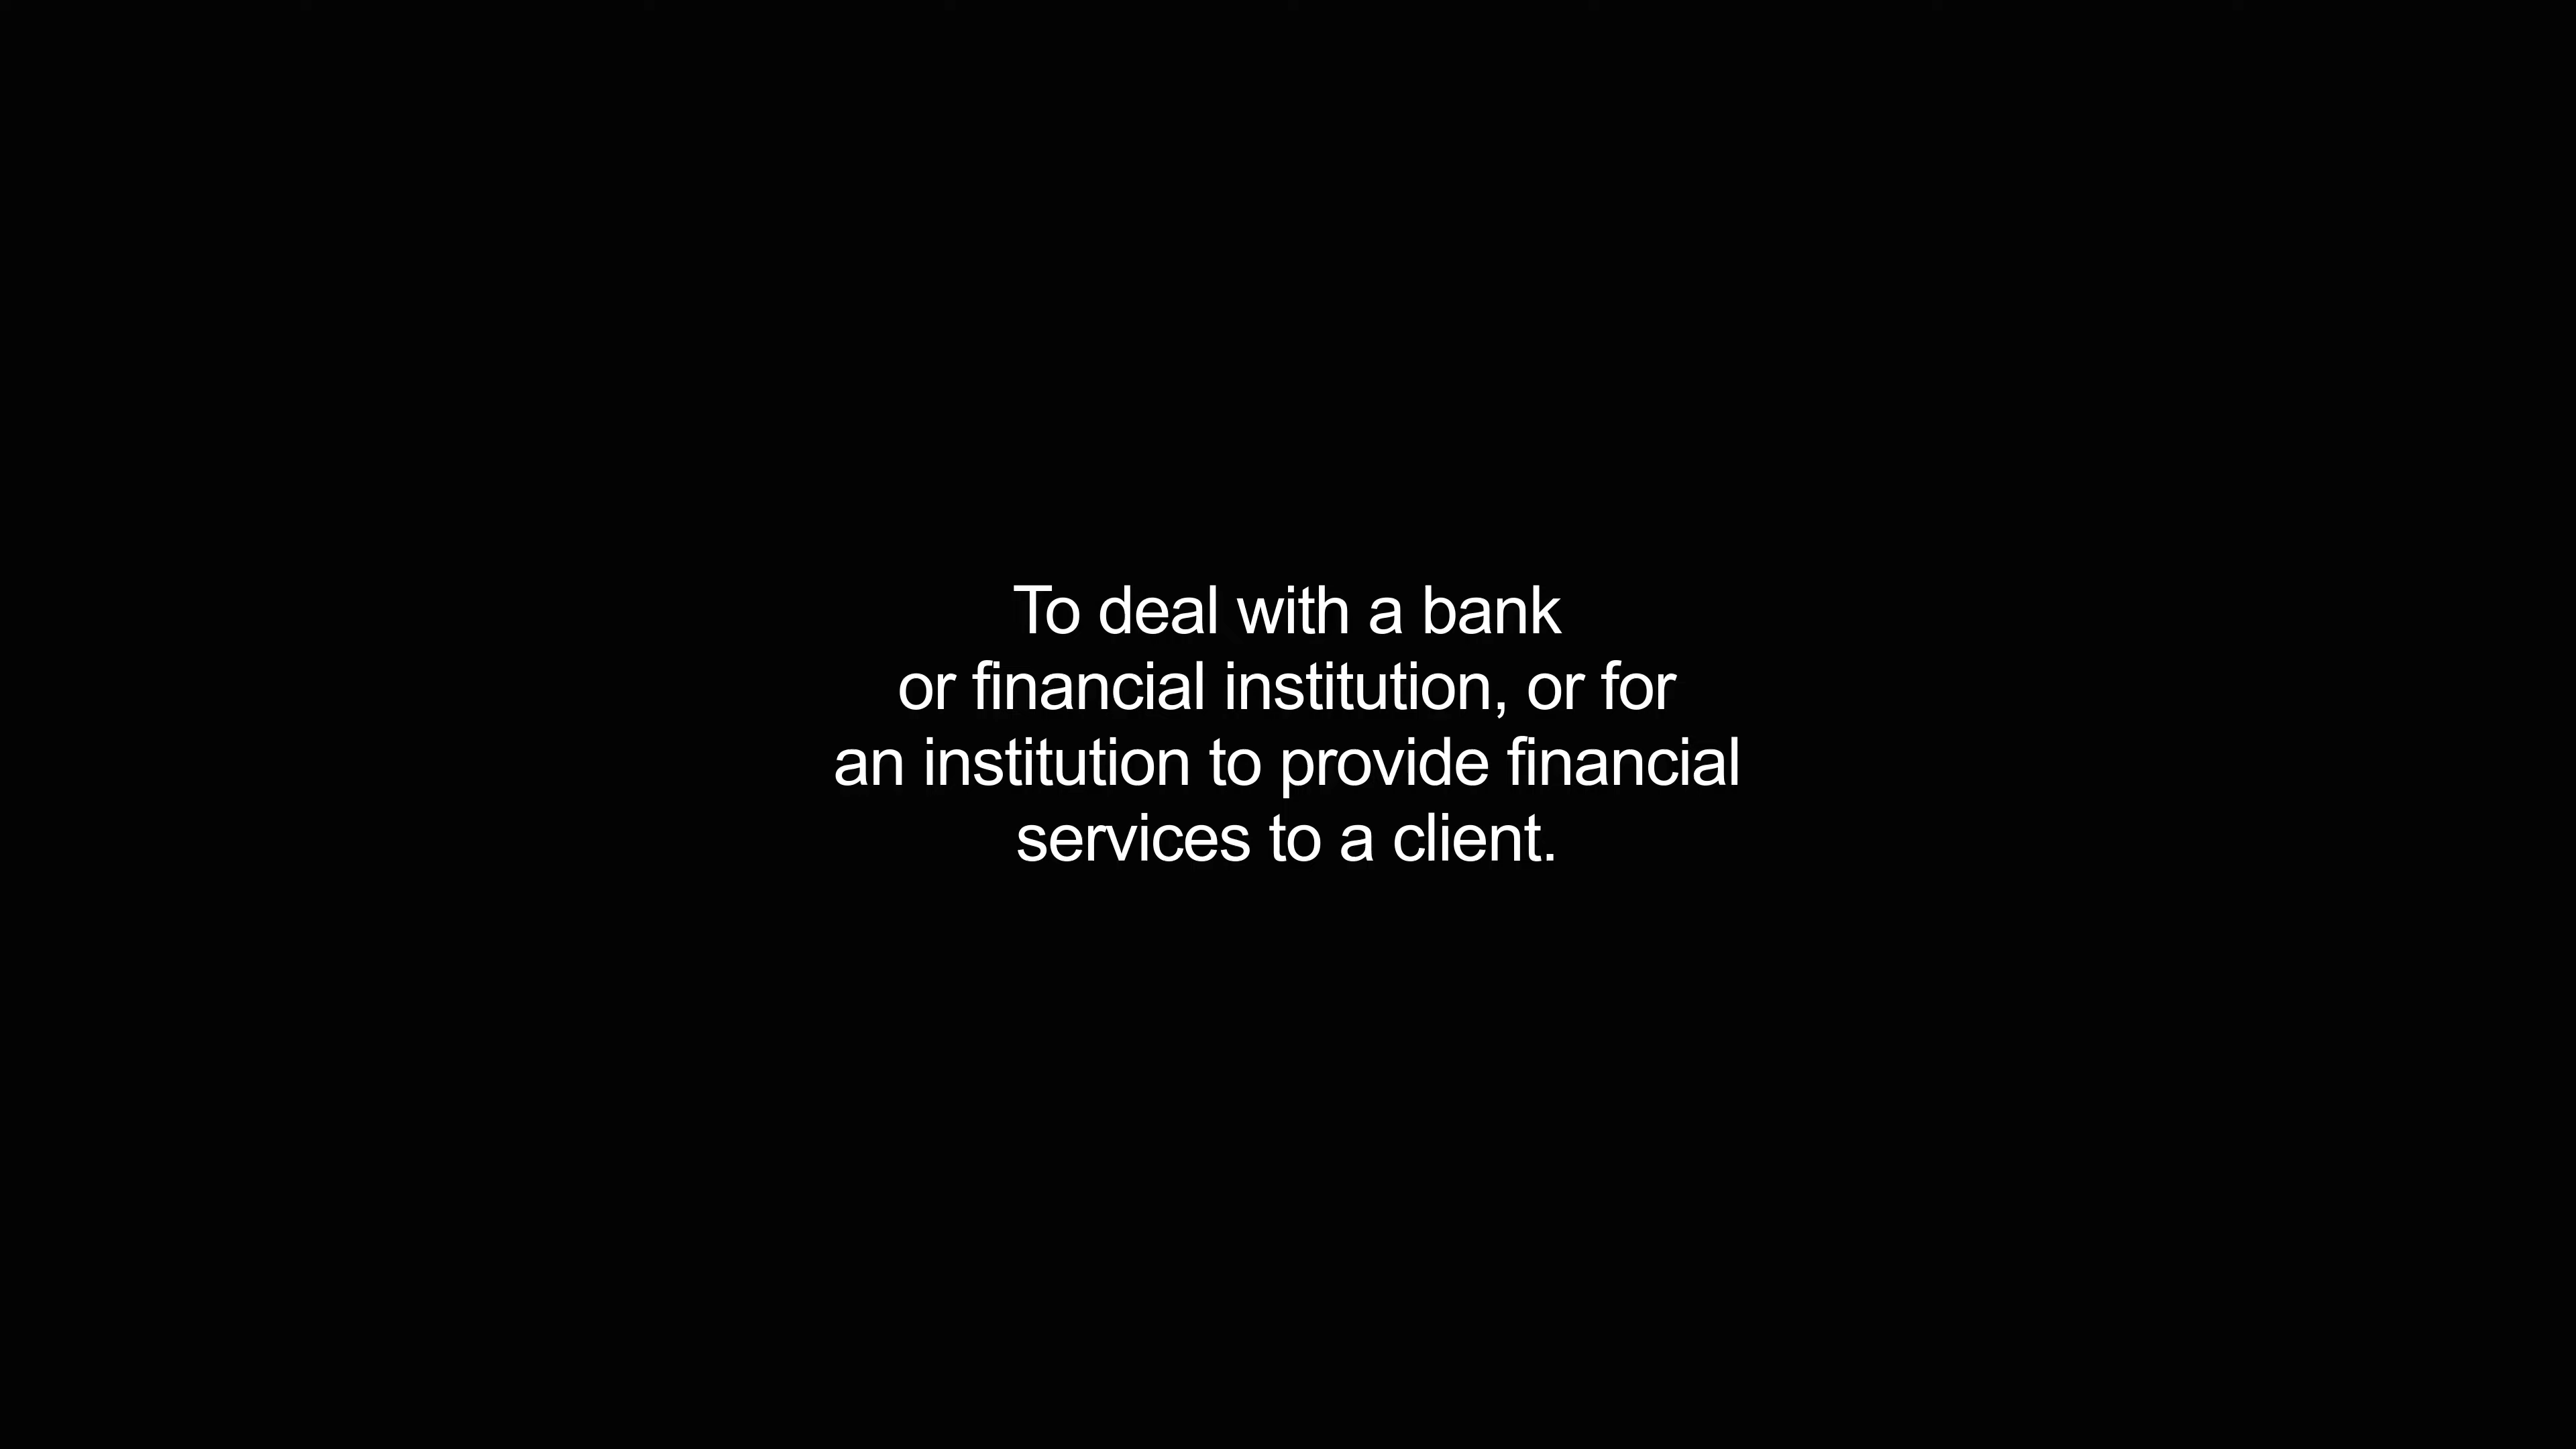 To deal with a bank
or financial institution, or for
an institution to provide financial
services to a client.